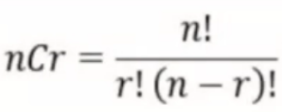 nCr = n! / r! (n − r)!